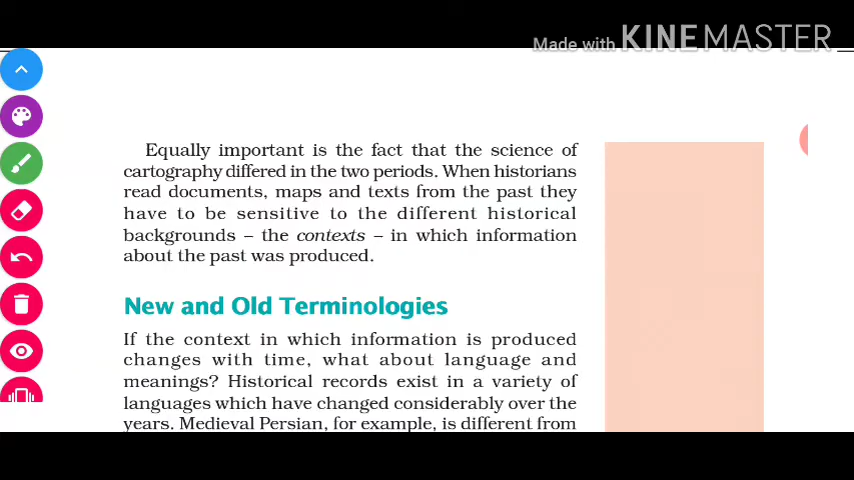 Made with KINEMASTER
Equally important is the fact that the science of
cartography differed in the two periods. When historians
read documents, maps and texts from the past they
have to be sensitive to the different historical
backgrounds – the contexts – in which information
about the past was produced.
New and Old Terminologies
If the context in which information is produced
changes with time, what about language and
meanings? Historical records exist in a variety of
languages which have changed considerably over the
years. Medieval Persian, for example, is different from